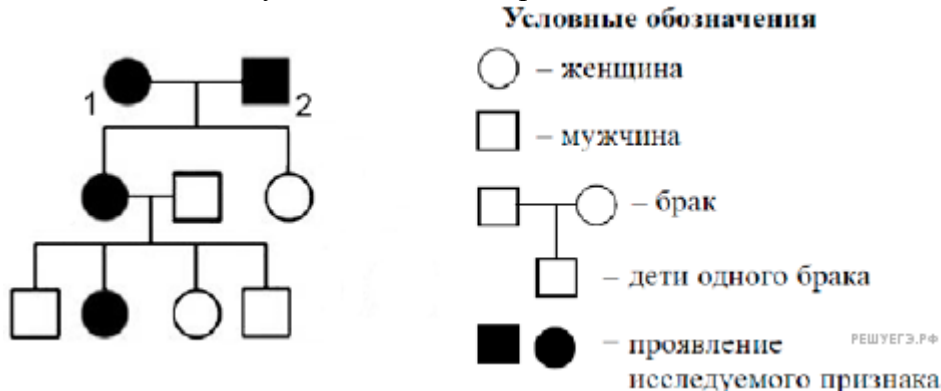 Условные обозначения
– женщина
– мужчина
– брак
– дети одного брака
– проявление
исследуемого признака
РЕШУЕГЭ.РФ
1
2